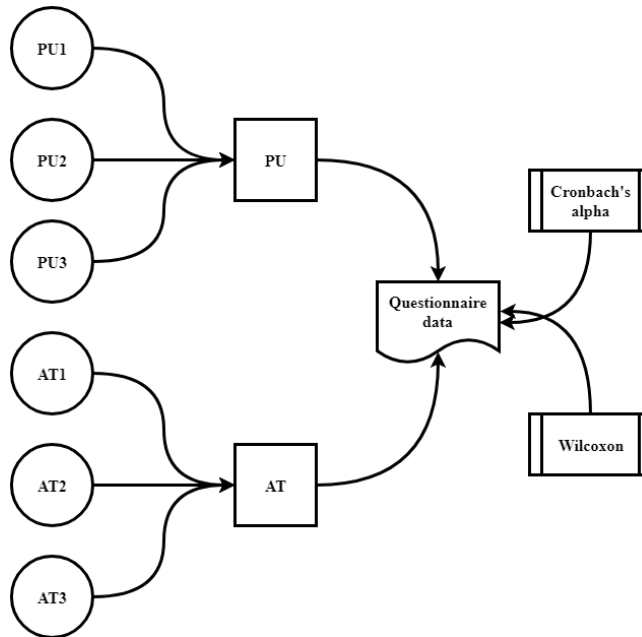 PU1
PU2
PU3
PU
AT1
AT2
AT3
AT
Questionnaire
data
Cronbach's
alpha
Wilcoxon